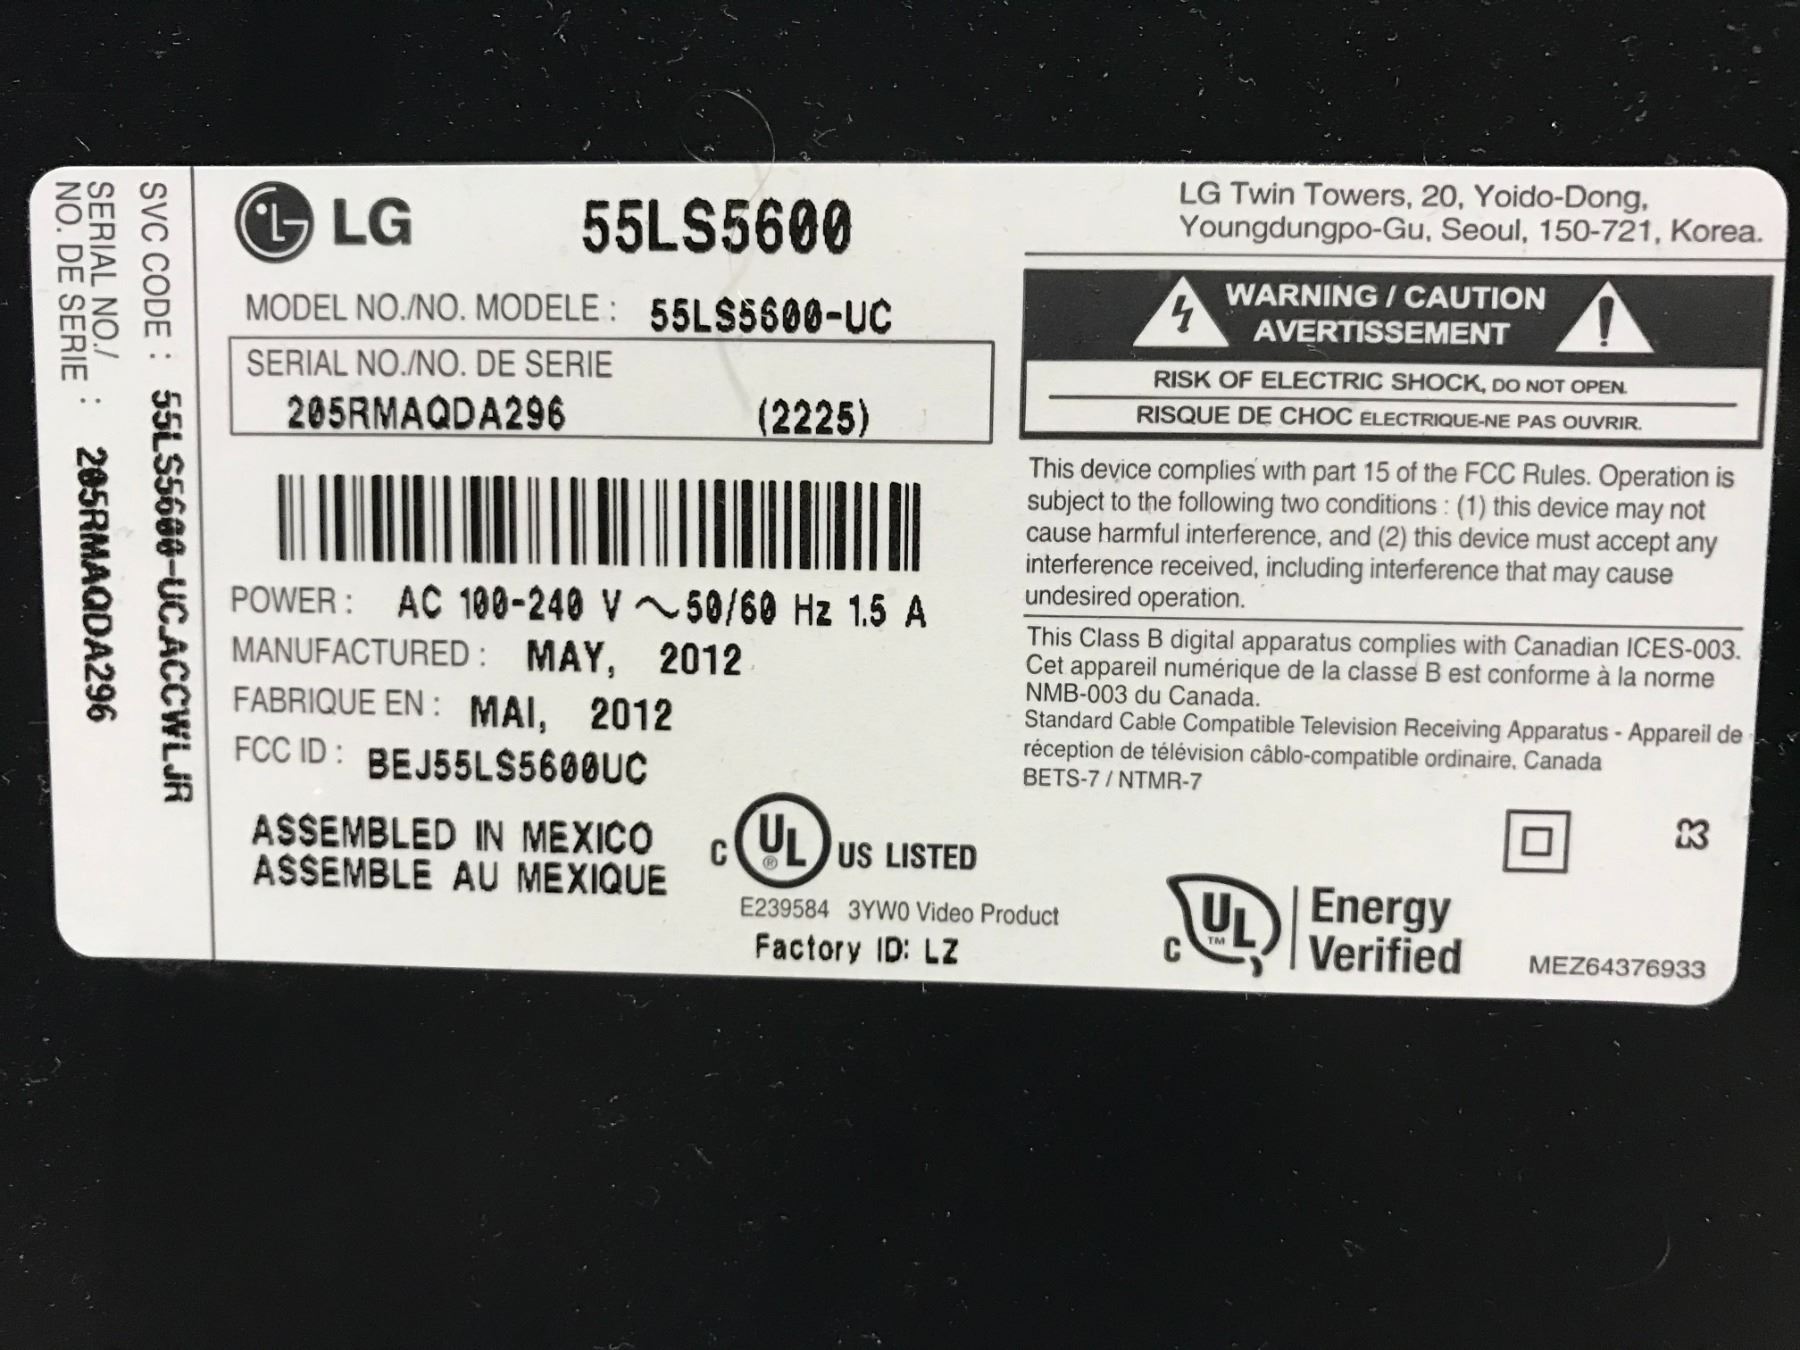 SVC CODE : 55LS5600-UC.ACCWLJR
SERIAL NO./
NO. DE SERIE : 205RMAQDA296
LG
55LS5600
MODEL NO./NO. MODELE : 55LS5600-UC
SERIAL NO./NO. DE SERIE
205RMAQDA296 (2225)
POWER : AC 100-240 V ~ 50/60 Hz 1.5 A
MANUFACTURED : MAY, 2012
FABRIQUE EN : MAI, 2012
FCC ID : BEJ55LS5600UC
ASSEMBLED IN MEXICO
ASSEMBLE AU MEXIQUE
C UL ® US LISTED
E239584 3YW0 Video Product
Factory ID: LZ
LG Twin Towers, 20, Yoido-Dong,
Youngdungpo-Gu, Seoul, 150-721, Korea.
WARNING / CAUTION
AVERTISSEMENT
RISK OF ELECTRIC SHOCK, DO NOT OPEN.
RISQUE DE CHOC ELECTRIQUE-NE PAS OUVRIR.
This device complies with part 15 of the FCC Rules. Operation is
subject to the following two conditions : (1) this device may not
cause harmful interference, and (2) this device must accept any
interference received, including interference that may cause
undesired operation.
This Class B digital apparatus complies with Canadian ICES-003.
Cet appareil numérique de la classe B est conforme à la norme
NMB-003 du Canada.
Standard Cable Compatible Television Receiving Apparatus - Appareil de
réception de télévision câblo-compatible ordinaire, Canada
BETS-7 / NTMR-7
C UL ™ Energy
Verified
MEZ64376933